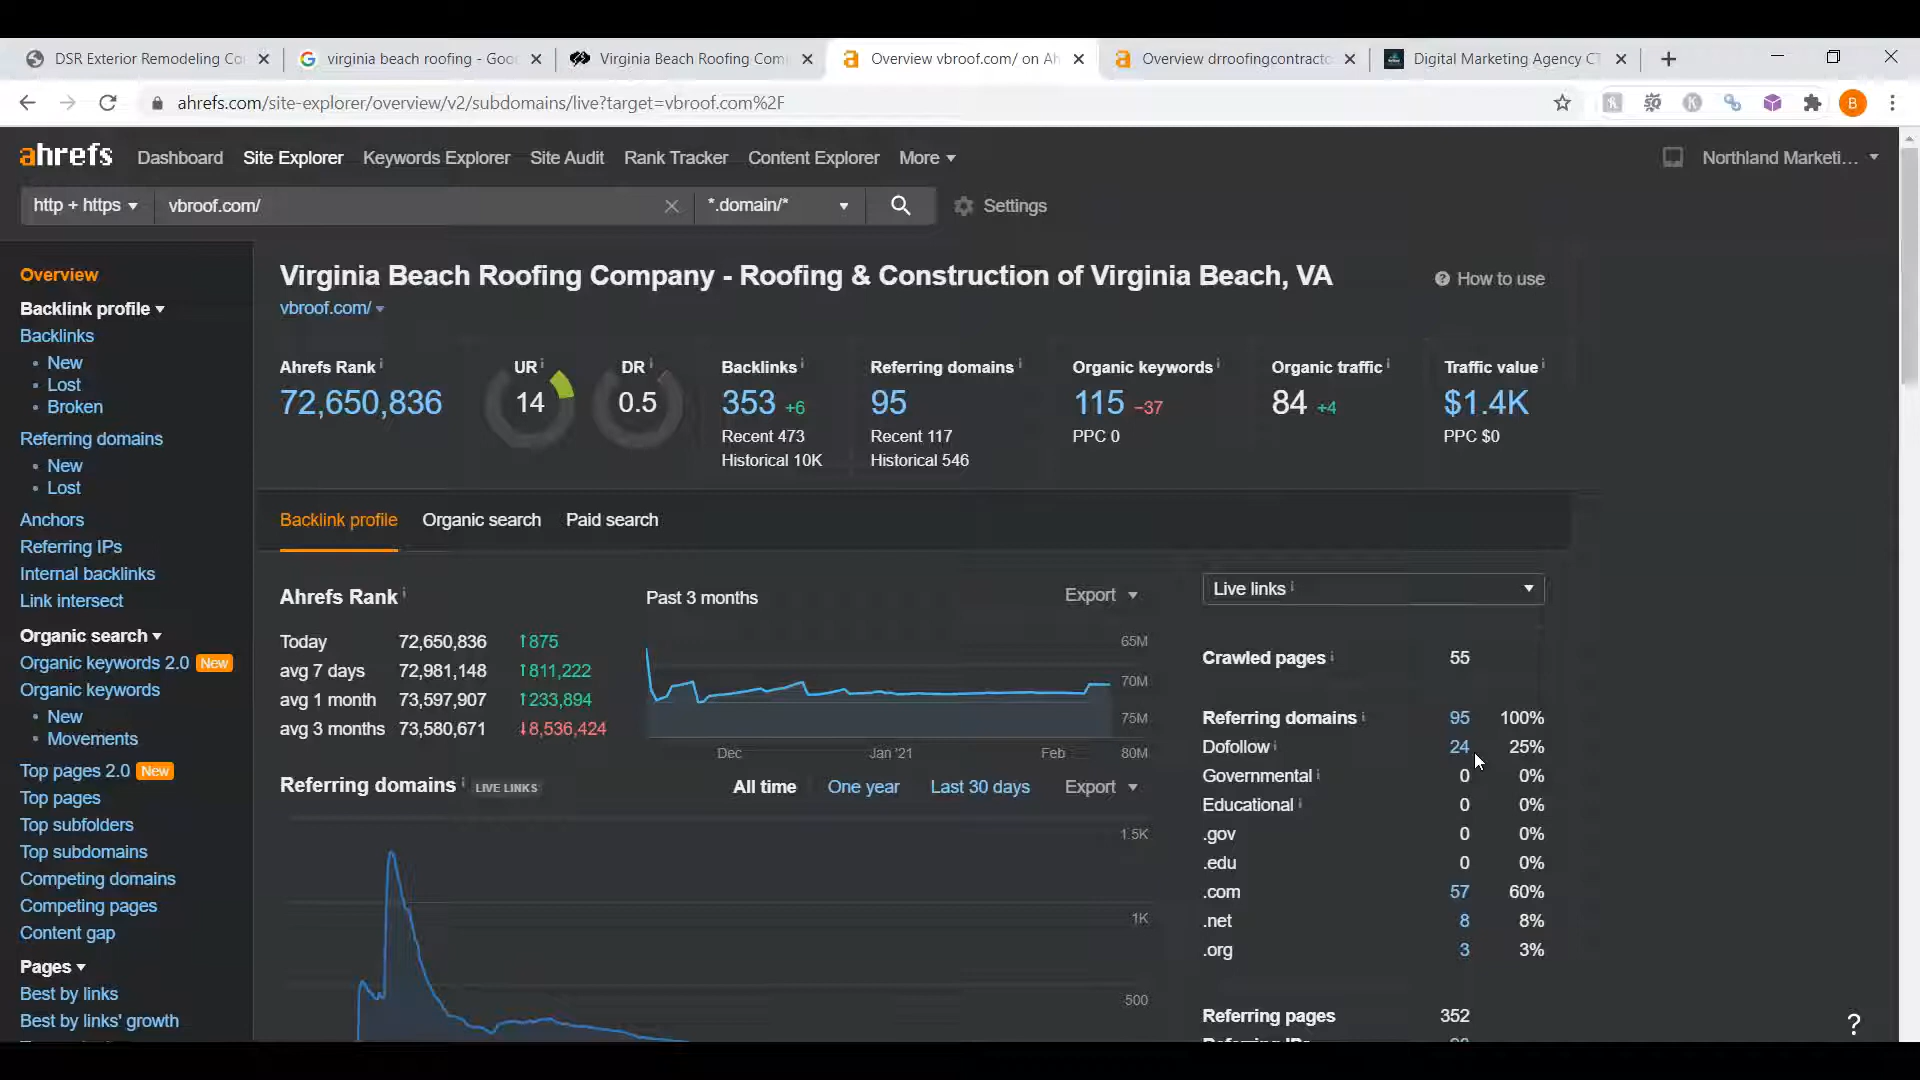 DSR Exterior Remodeling Co
virginia beach roofing - Goo
Virginia Beach Roofing Com
Overview vbroof.com/ on Ah
Overview drroofingcontracto
Digital Marketing Agency CT
ahrefs.com/site-explorer/overview/v2/subdomains/live?target=vbroof.com%2F
B
ahrefs
Dashboard
Site Explorer
Keywords Explorer
Site Audit
Rank Tracker
Content Explorer
More
Northland Marketi...
http + https
vbroof.com/
*.domain/*
Settings
Overview
Backlink profile
Backlinks
New
Lost
Broken
Referring domains
New
Lost
Anchors
Referring IPs
Internal backlinks
Link intersect
Organic search
Organic keywords 2.0 New
Organic keywords
New
Movements
Top pages 2.0 New
Top pages
Top subfolders
Top subdomains
Competing domains
Competing pages
Content gap
Pages
Best by links
Best by links' growth
Virginia Beach Roofing Company - Roofing & Construction of Virginia Beach, VA
How to use
vbroof.com/
Ahrefs Rank
72,650,836
UR
14
DR
0.5
Backlinks
353 +6
Recent 473
Historical 10K
Referring domains
95
Recent 117
Historical 546
Organic keywords
115 -37
PPC 0
Organic traffic
84 +4
Traffic value
$1.4K
PPC $0
Backlink profile
Organic search
Paid search
Ahrefs Rank
Today 72,650,836 ↑875
avg 7 days 72,981,148 ↑811,222
avg 1 month 73,597,907 ↑233,894
avg 3 months 73,580,671 ↓8,536,424
Past 3 months
Export
65M
70M
75M
80M
Dec
Jan '21
Feb
Referring domains LIVE LINKS
All time
One year
Last 30 days
Export
1.5K
1K
500
Live links
Crawled pages 55
Referring domains 95 100%
Dofollow 24 25%
Governmental 0 0%
Educational 0 0%
.gov 0 0%
.edu 0 0%
.com 57 60%
.net 8 8%
.org 3 3%
Referring pages 352
?